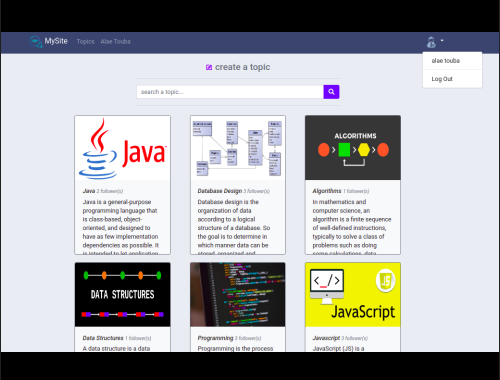 MySite Topics Alae Touba
alae touba
Log Out
create a topic
search a topic...
Java
ALGORITHMS
Java 3 follower(s)
Java is a general-purpose
programming language that
is class-based, object-
oriented, and designed to
have as few implementation
dependencies as possible. It
is intended to let application
Database Design 3 follower(s)
Database design is the
organization of data
according to a logical
structure of a database. So
the goal is to determine in
which manner data can be
stored, organized and
Algorithms 1 follower(s)
In mathematics and
computer science, an
algorithm is a finite sequence
of well-defined instructions,
typically to solve a class of
problems such as doing
some calculations, data
DATA STRUCTURES
JS
JavaScript
Data Structures 1 follower(s)
A data structure is a data
Programming 3 follower(s)
Programming is the process
Javascript 3 follower(s)
JavaScript (JS) is a